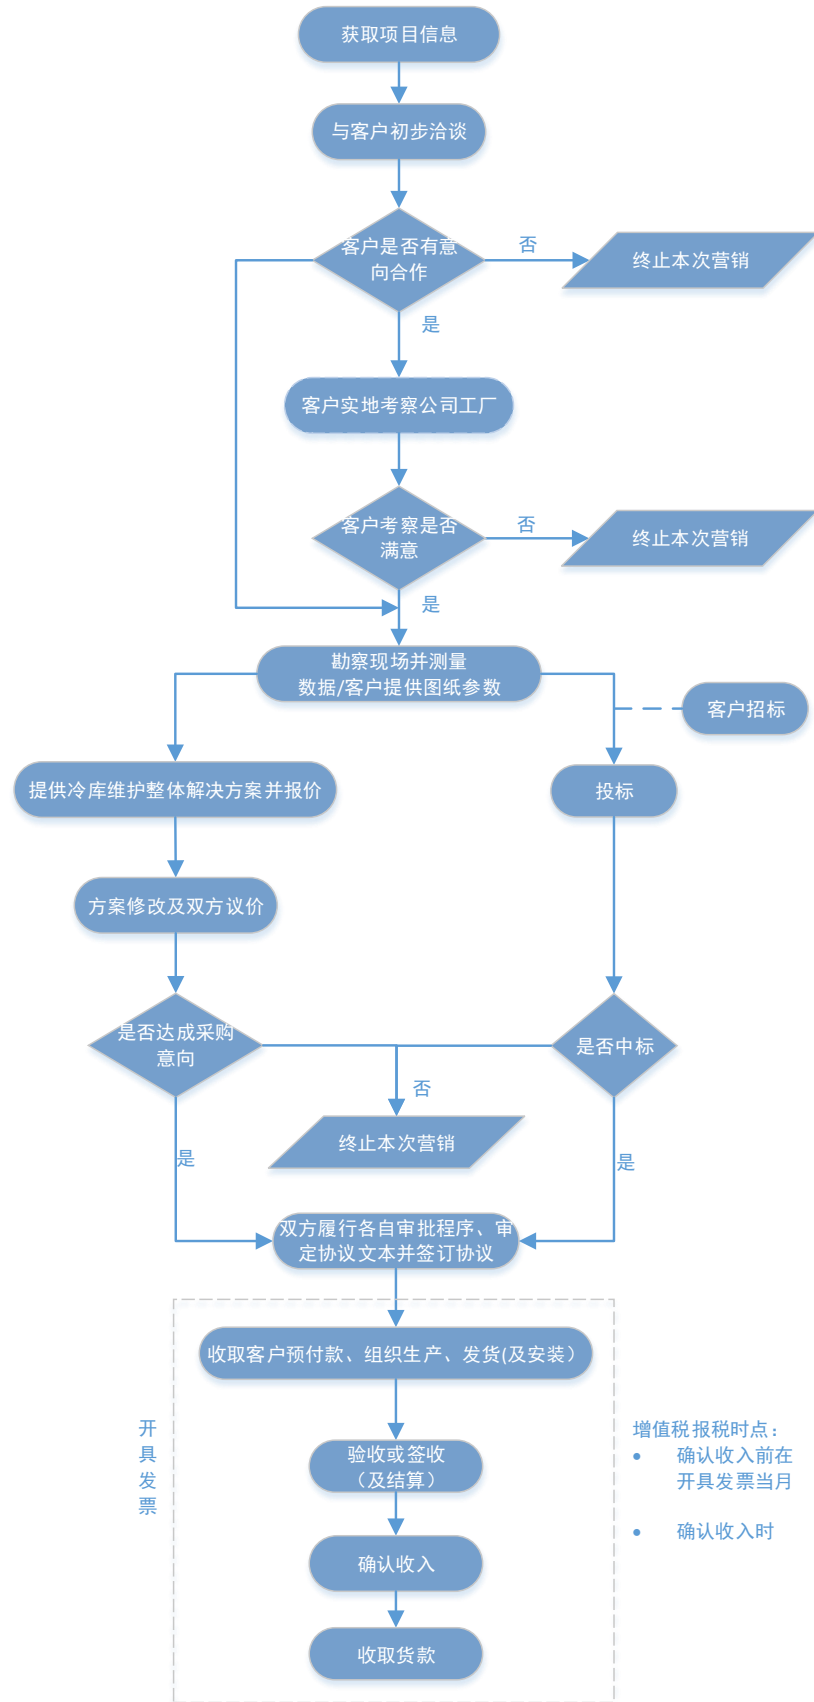 获取项目信息
与客户初步洽谈
客户是否有意
向合作
否
终止本次营销
是
客户实地考察公司工厂
客户考察是否
满意
否
终止本次营销
是
勘察现场并测量
数据/客户提供图纸参数
客户招标
提供冷库维护整体解决方案并报价
投标
方案修改及双方议价
是否达成采购
意向
是否中标
否
终止本次营销
是
是
双方履行各自审批程序、审
定协议文本并签订协议
收取客户预付款、组织生产、发货(及安装）
开
具
发
票
增值税报税时点：
• 确认收入前在
开具发票当月
• 确认收入时
验收或签收
（及结算）
确认收入
收取货款